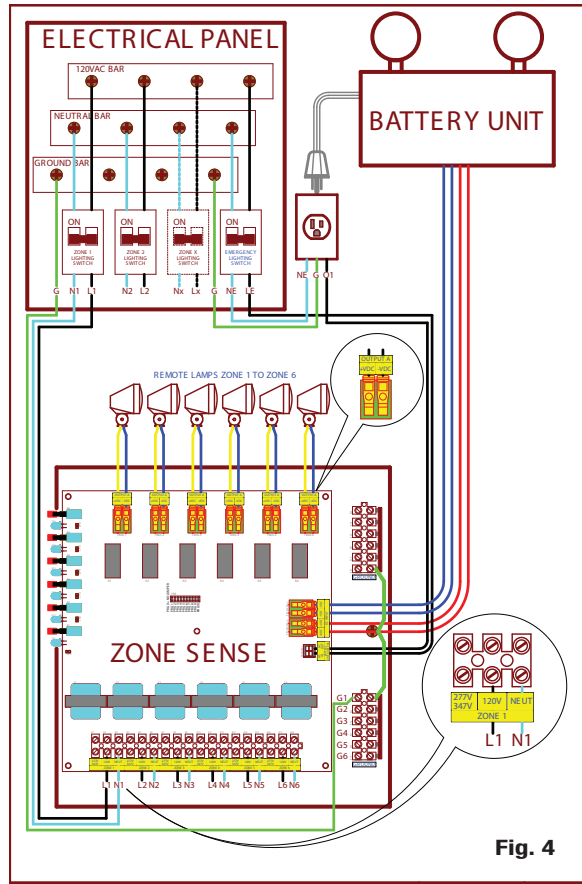 ELECTRICAL PANEL
120VAC BAR
NEUTRAL BAR
GROUND BAR
ON ON ON ON
ZONE 1 LIGHTING SWITCH
ZONE 2 LIGHTING SWITCH
ZONE X LIGHTING SWITCH
EMERGENCY LIGHTING SWITCH
G N1 L1 N2 L2 Nx Lx G NE LE
BATTERY UNIT
NE G O1
REMOTE LAMPS ZONE 1 TO ZONE 6
OUTPUT A
+VDC -VDC
ZONE SENSE
G1
G2
G3
G4
G5
G6
L1 N1 L2 N2 L3 N3 L4 N4 L5 N5 L6 N6
277V
347V
120V
NEUT
ZONE 1
L1 N1
Fig. 4